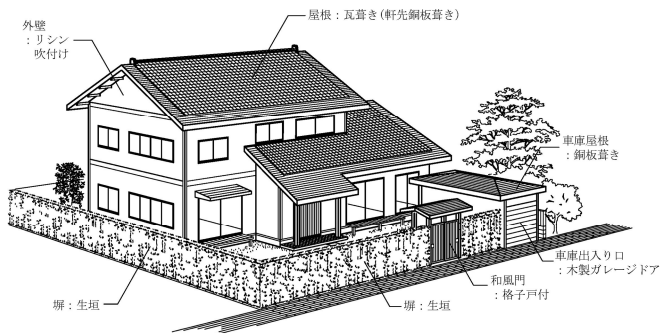 屋根：瓦葺き(軒先銅板葺き)
外壁
：リシン
吹付け
車庫屋根
：銅板葺き
車庫出入り口
：木製ガレージドア
和風門
：格子戸付
塀：生垣
塀：生垣